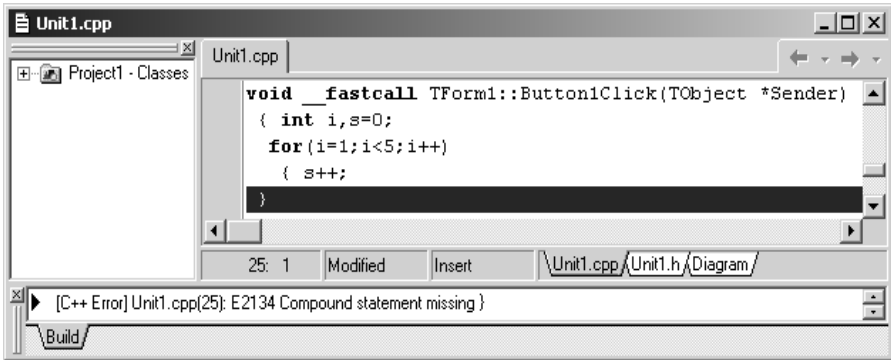 Unit1.cpp
Project1 - Classes
Unit1.cpp
void __fastcall TForm1::Button1Click(TObject *Sender)
{ int i,s=0;
for(i=1;i<5;i++)
{ s++;
}
25: 1 Modified Insert Unit1.cpp Unit1.h Diagram
[C++ Error] Unit1.cpp(25): E2134 Compound statement missing }
Build